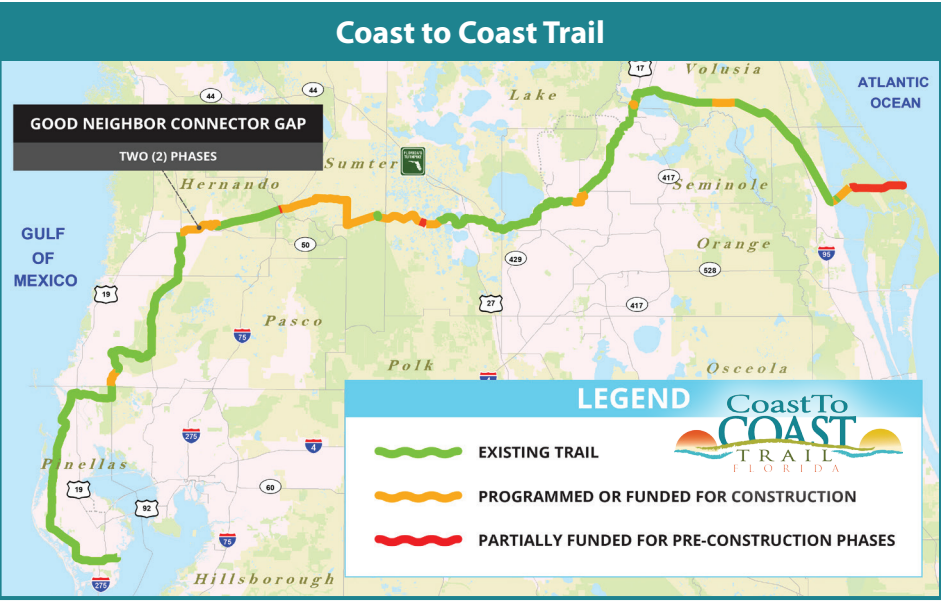 Coast to Coast Trail
17
Volusia
ATLANTIC
OCEAN
44
44
Lake
GOOD NEIGHBOR CONNECTOR GAP
TWO (2) PHASES
Sumter
Hernando
417
Seminole
GULF
OF
MEXICO
50
429
Orange
95
528
19
27
417
Pasco
75
Polk
4
Osceola
LEGEND
Coast To
COAST
TRAIL
FLORIDA
275
4
EXISTING TRAIL
Pinellas
19
60
92
PROGRAMMED OR FUNDED FOR CONSTRUCTION
75
PARTIALLY FUNDED FOR PRE-CONSTRUCTION PHASES
275
Hillsborough